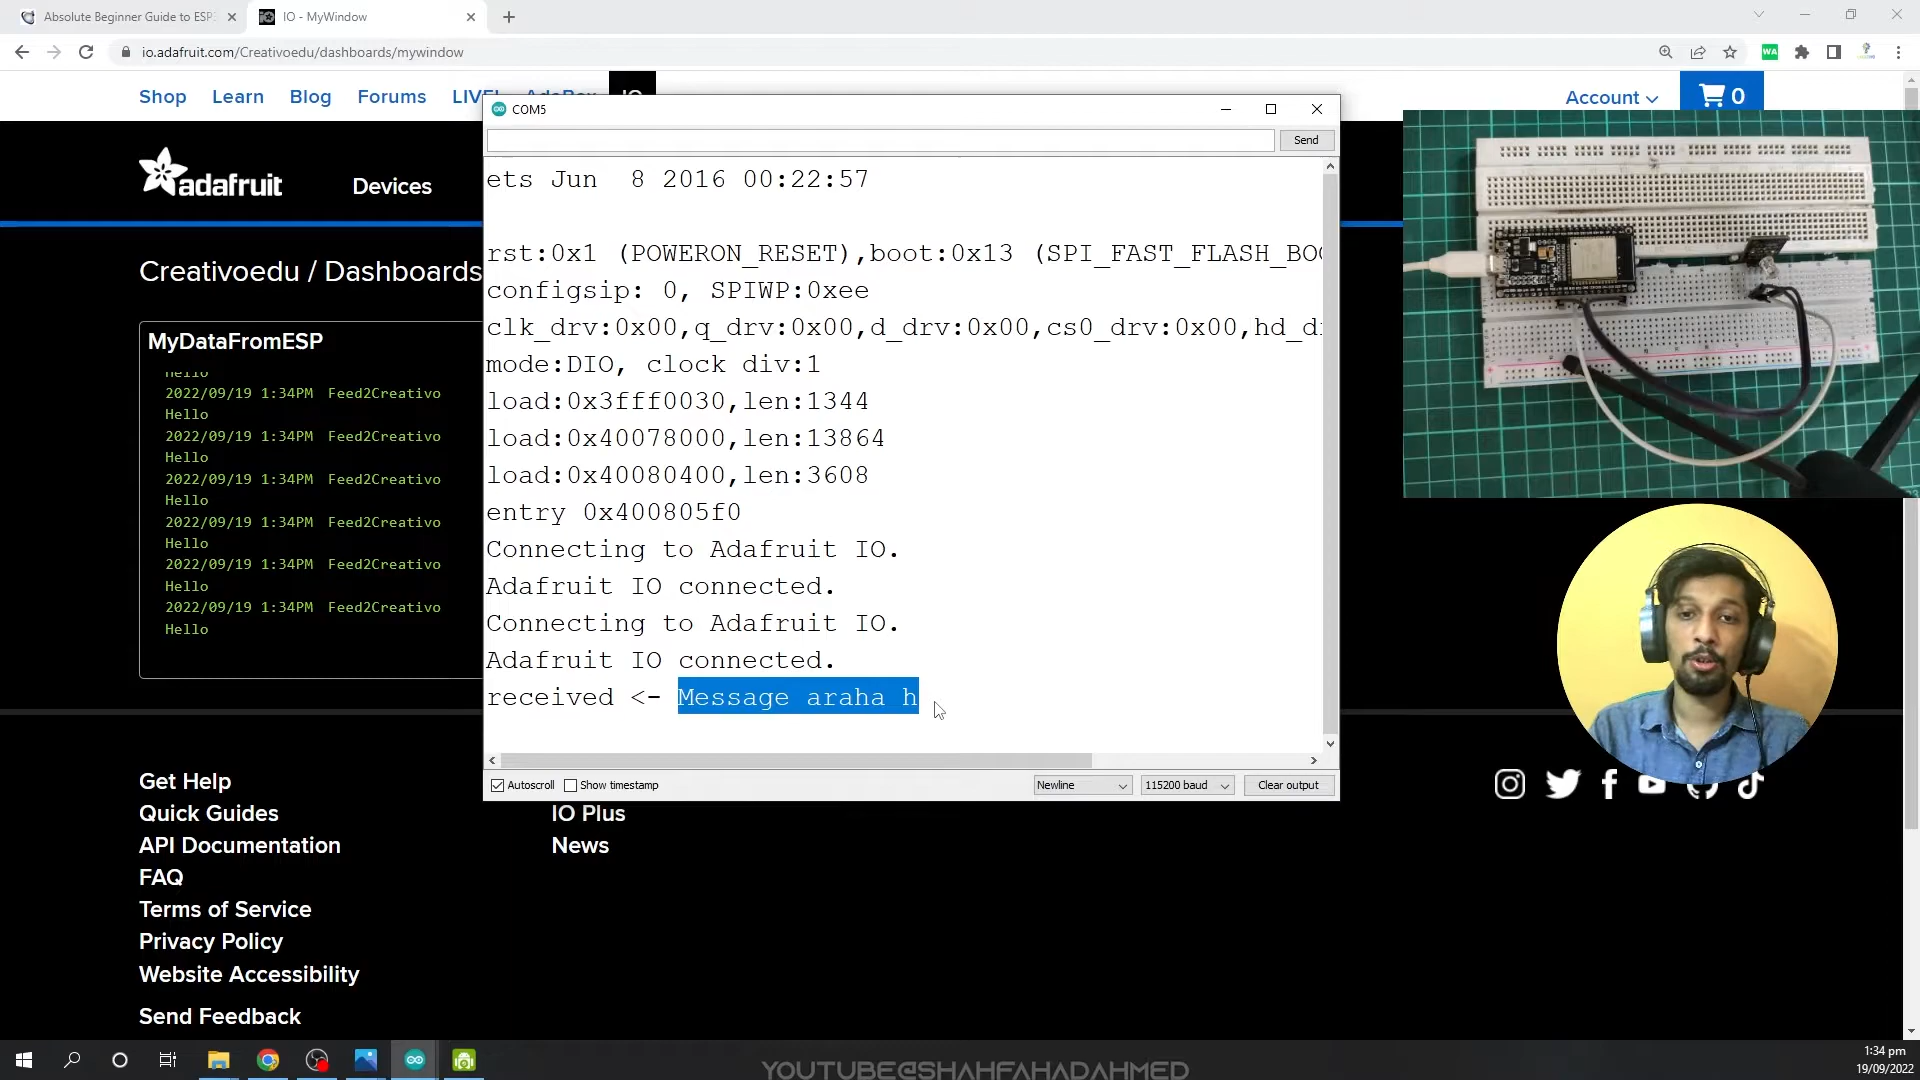 Absolute Beginner Guide to ESP
IO - MyWindow
io.adafruit.com/Creativoedu/dashboards/mywindow
WA
Shop
Learn
Blog
Forums
Account
0
adafruit
Devices
Creativoedu / Dashboards
MyDataFromESP
Hello
2022/09/19 1:34PM Feed2Creativo
Hello
2022/09/19 1:34PM Feed2Creativo
Hello
2022/09/19 1:34PM Feed2Creativo
Hello
2022/09/19 1:34PM Feed2Creativo
Hello
2022/09/19 1:34PM Feed2Creativo
Hello
2022/09/19 1:34PM Feed2Creativo
Hello
COM5
Send
ets Jun 8 2016 00:22:57
rst:0x1 (POWERON_RESET),boot:0x13 (SPI_FAST_FLASH_BOO
configsip: 0, SPIWP:0xee
clk_drv:0x00,q_drv:0x00,d_drv:0x00,cs0_drv:0x00,hd_d
mode:DIO, clock div:1
load:0x3fff0030,len:1344
load:0x40078000,len:13864
load:0x40080400,len:3608
entry 0x400805f0
Connecting to Adafruit IO.
Adafruit IO connected.
Connecting to Adafruit IO.
Adafruit IO connected.
received <- Message araha h
Autoscroll
Show timestamp
Newline
115200 baud
Clear output
Get Help
Quick Guides
API Documentation
FAQ
Terms of Service
Privacy Policy
Website Accessibility
Send Feedback
IO Plus
News
YOUTUBE@SHAHFAHADAHMED
1:34 pm
19/09/2022